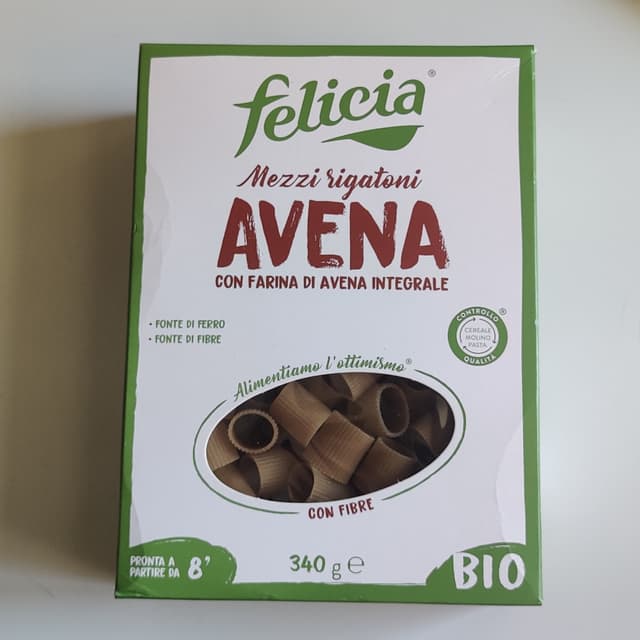 felicia®
Mezzi rigatoni
AVENA
CON FARINA DI AVENA INTEGRALE
• FONTE DI FERRO
• FONTE DI FIBRE
CONTROLLO
CEREALE
MOLINO
PASTA
QUALITÀ
®
Alimentiamo l'ottimismo®
CON FIBRE
PRONTA A
PARTIRE DA 8'
340 g ℮
BIO